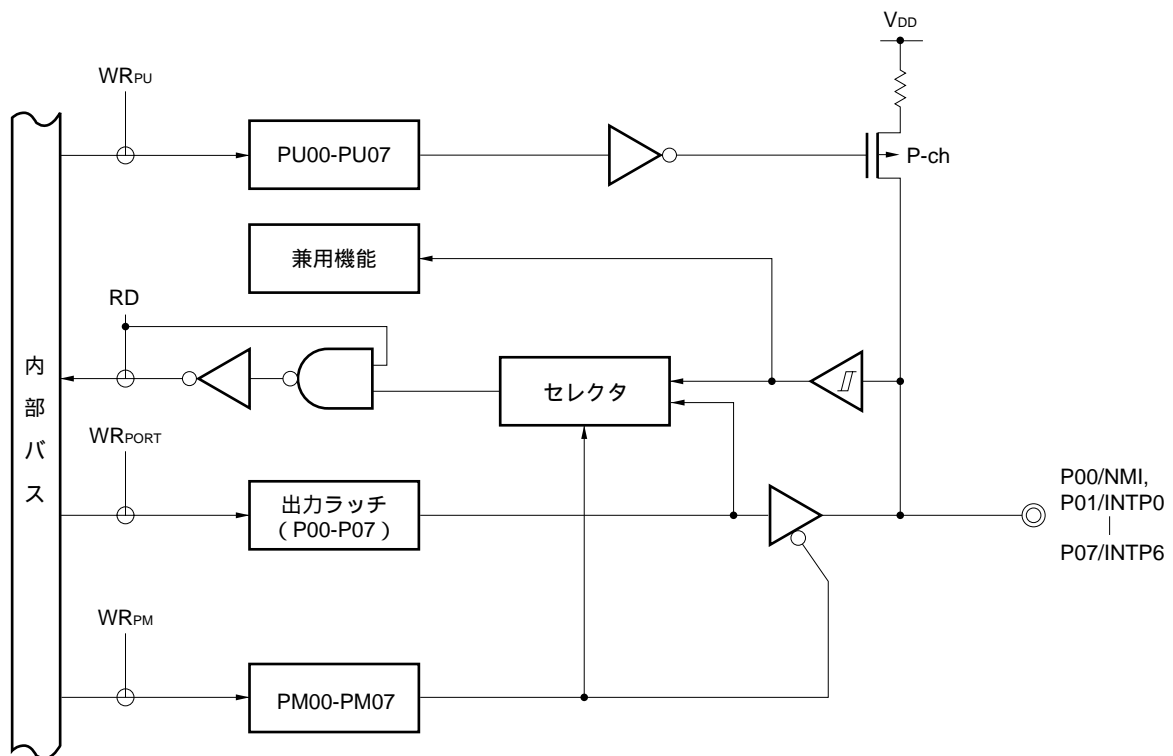 VDD
WRPU
PU00-PU07
P-ch
兼用機能
RD
内部バス
セレクタ
WRPORT
出力ラッチ
(P00-P07)
P00/NMI,
P01/INTP0
|
P07/INTP6
WRPM
PM00-PM07